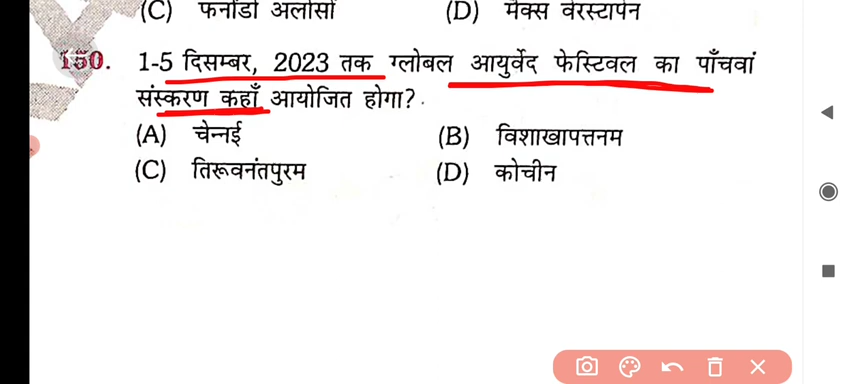 (C) फर्नांडो अलोंसो (D) मैक्स वेरस्टापेन
150. 1-5 दिसम्बर, 2023 तक ग्लोबल आयुर्वेद फेस्टिवल का पाँचवां
संस्करण कहाँ आयोजित होगा?
(A) चेन्नई (B) विशाखापत्तनम
(C) तिरूवनंतपुरम (D) कोचीन